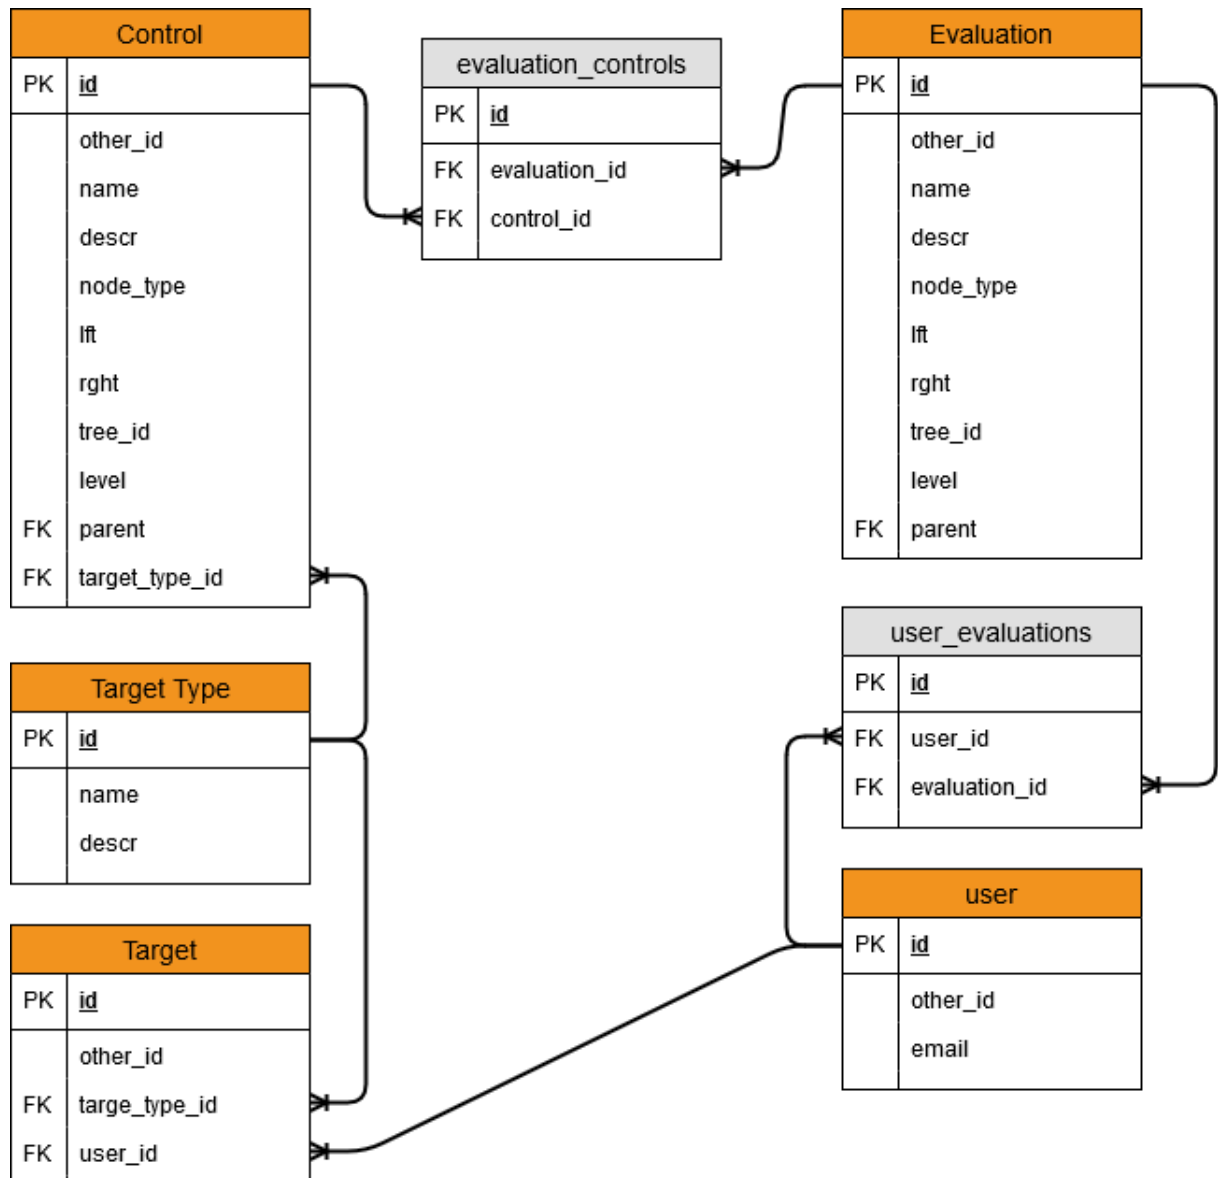 Control
PK id
other_id
name
descr
node_type
lft
rght
tree_id
level
FK parent
FK target_type_id
evaluation_controls
PK id
FK evaluation_id
FK control_id
Evaluation
PK id
other_id
name
descr
node_type
lft
rght
tree_id
level
FK parent
Target Type
PK id
name
descr
user_evaluations
PK id
FK user_id
FK evaluation_id
Target
PK id
other_id
FK targe_type_id
FK user_id
user
PK id
other_id
email